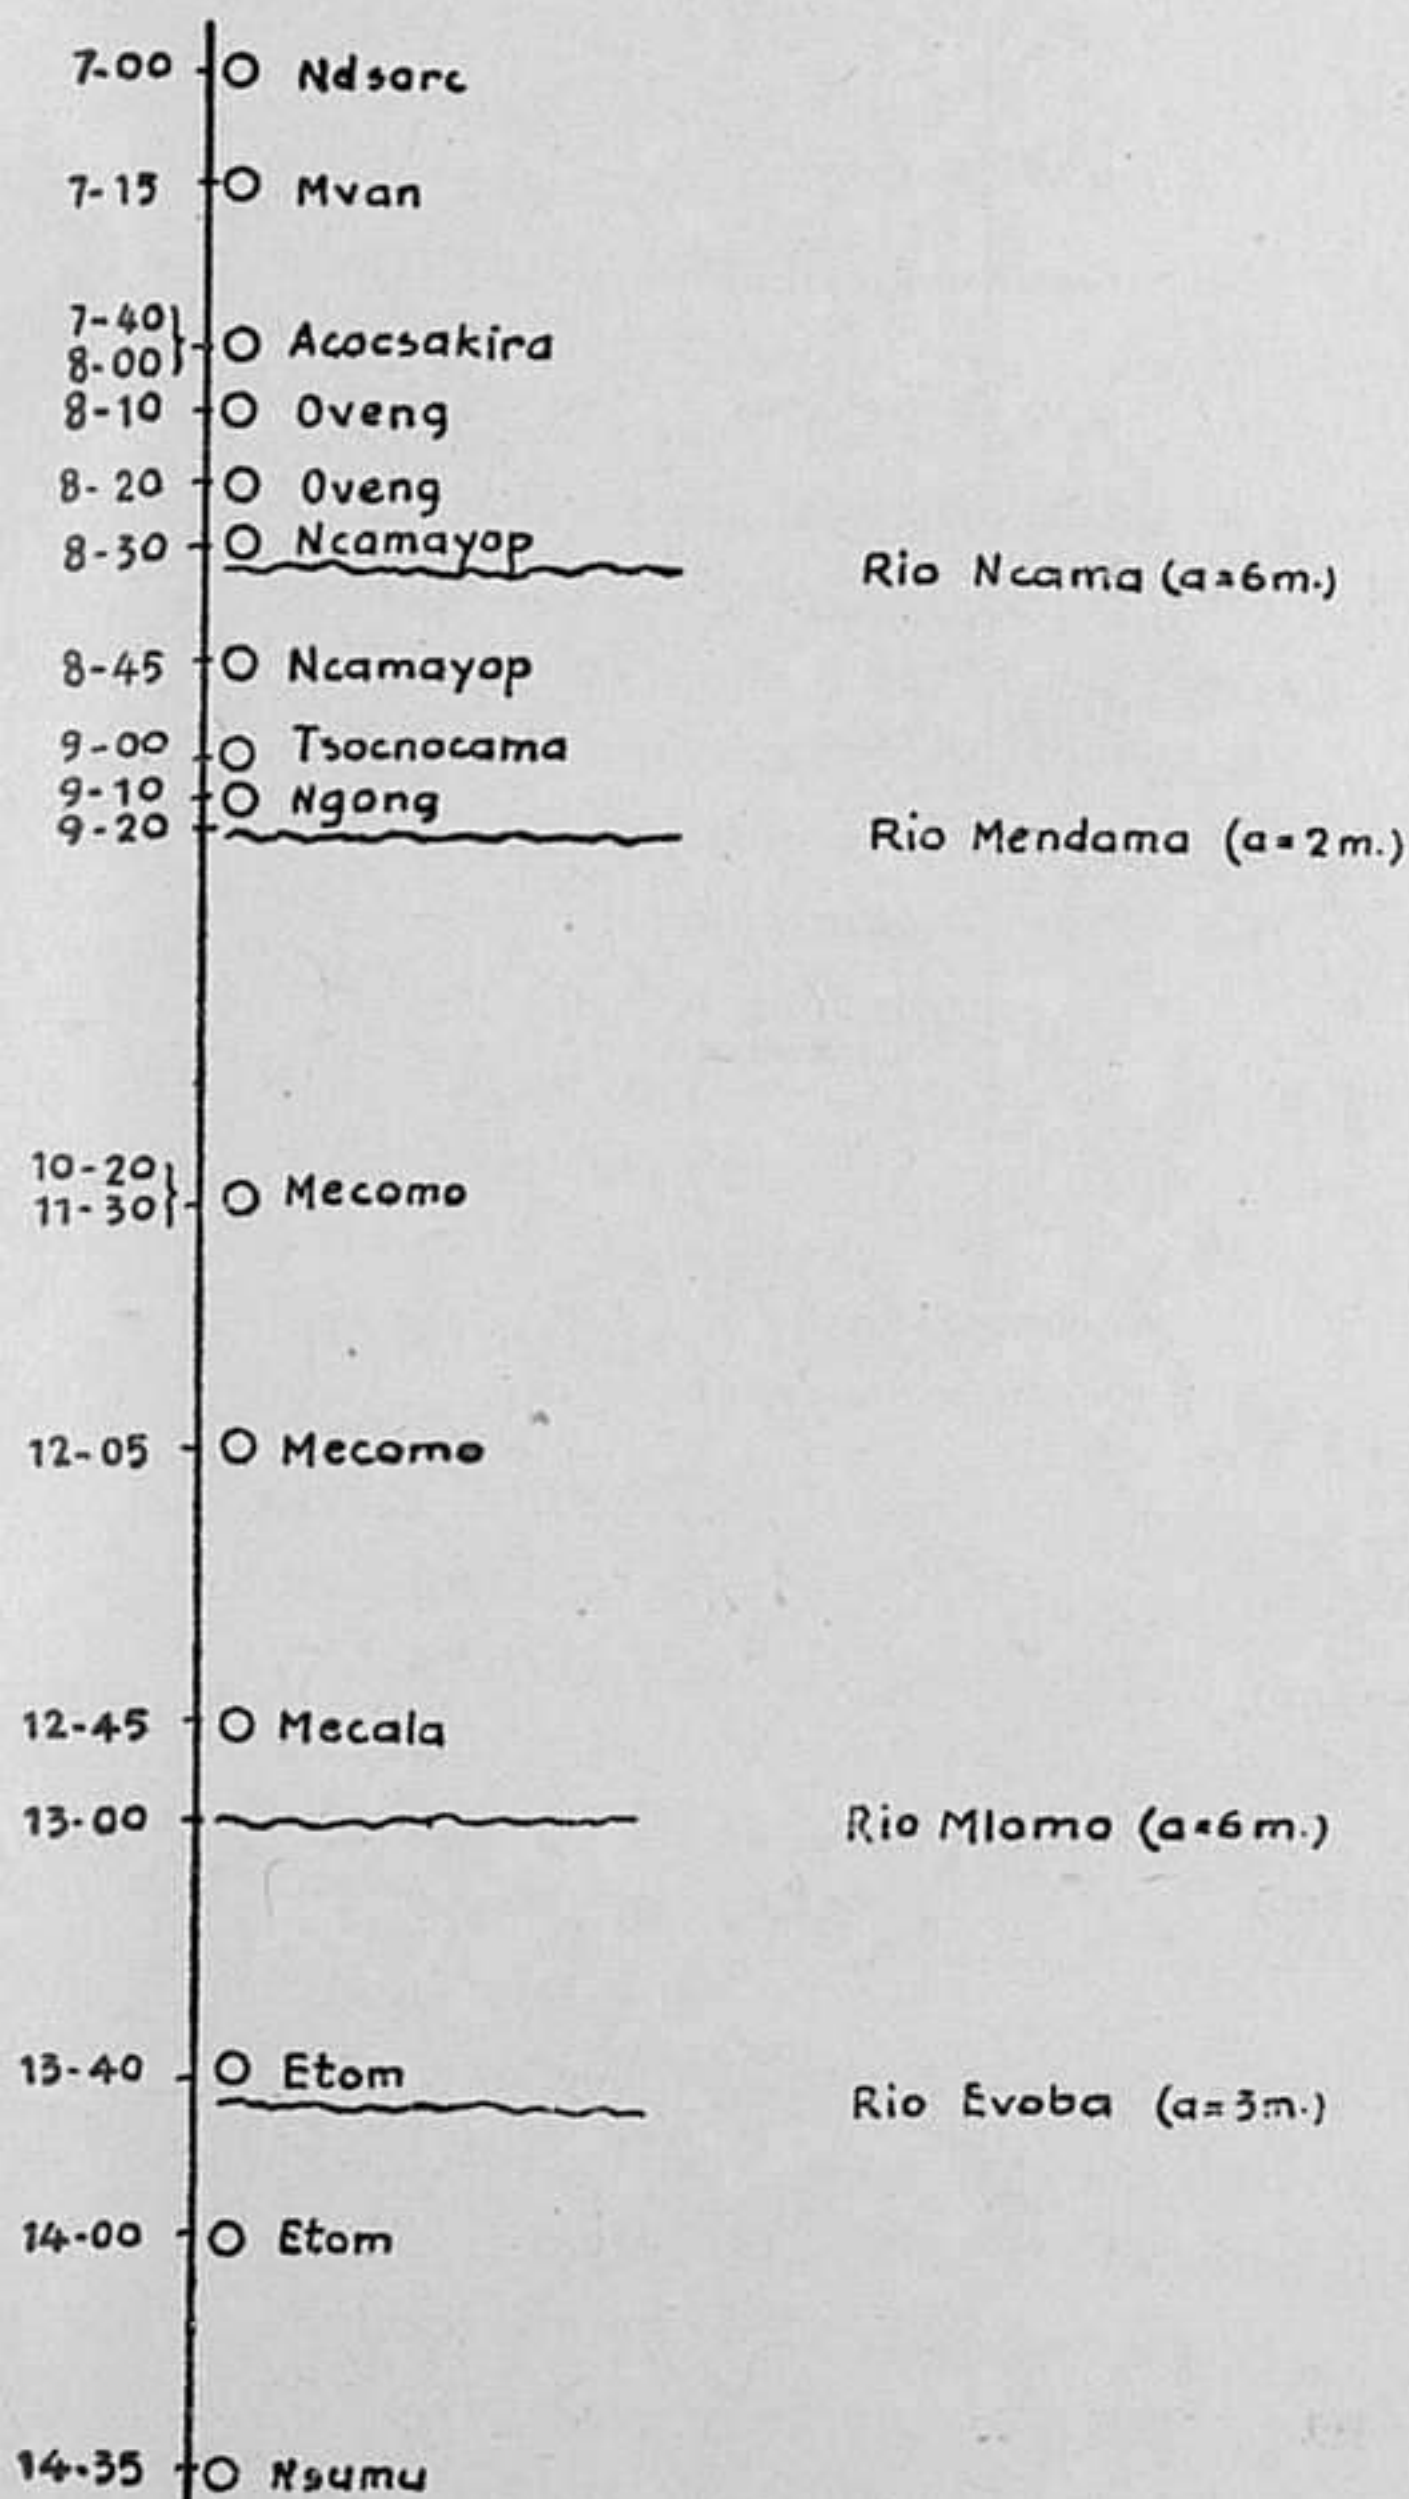 7-00 Ndsarc
7-15 Mvan
7-40
8-00 Acocsakira
8-10 Oveng
8-20 Oveng
8-30 Ncamayop
Rio Ncama (a=6m.)
8-45 Ncamayop
9-00 Tsocnocama
9-10 Ngong
9-20 Rio Mendama (a=2m.)
10-20
11-30 Mecomo
12-05 Mecomo
12-45 Mecala
13-00 Rio Mlomo (a=6m.)
13-40 Etom
Rio Evoba (a=3m.)
14-00 Etom
14-35 Nsumu